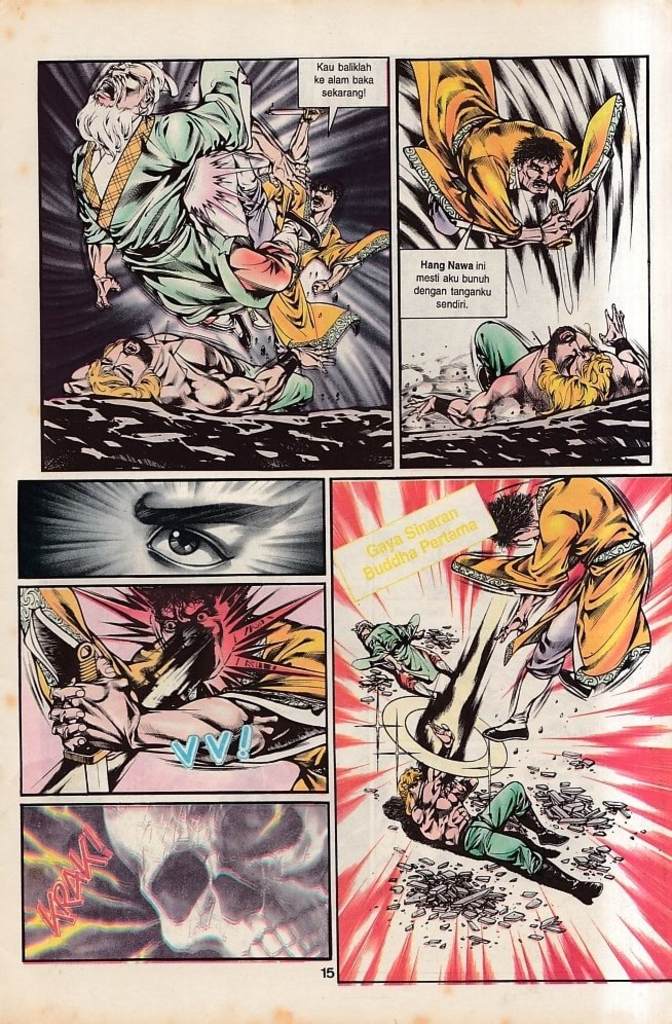 Kau baliklah
ke alam baka
sekarang!
Hang Nawa ini
mesti aku bunuh
dengan tanganku
sendiri.
Gaya Sinaran
Buddha Pertama
VV!
KRAK!
15